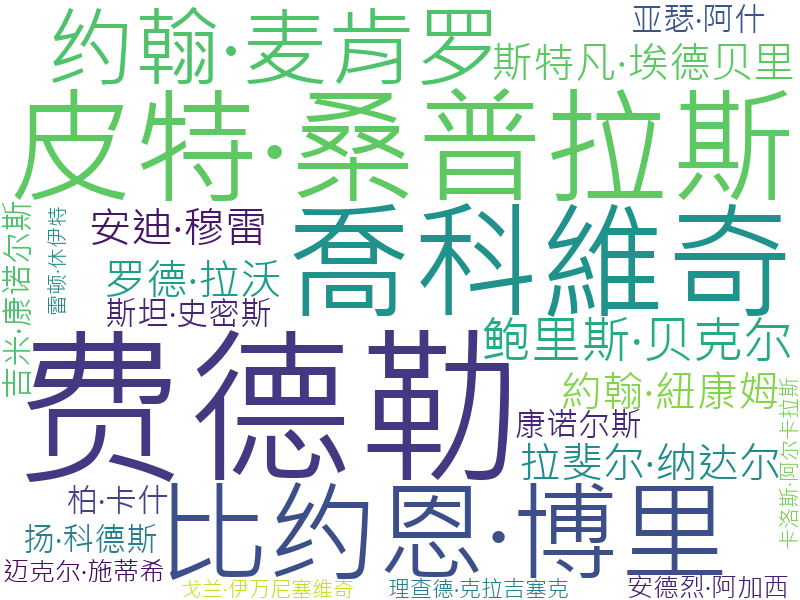 亚瑟·阿什
约翰·麦肯罗
斯特凡·埃德贝里
皮特·桑普拉斯
吉米·康诺尔斯
雷顿·休伊特
安迪·穆雷
喬科維奇
罗德·拉沃
斯坦·史密斯
鲍里斯·贝克尔
费德勒
約翰·紐康姆
卡洛斯·阿尔卡拉斯
康诺尔斯
拉斐尔·纳达尔
柏·卡什
比约恩·博里
扬·科德斯
迈克尔·施蒂希
戈兰·伊万尼塞维奇
理查德·克拉吉塞克
安德烈·阿加西